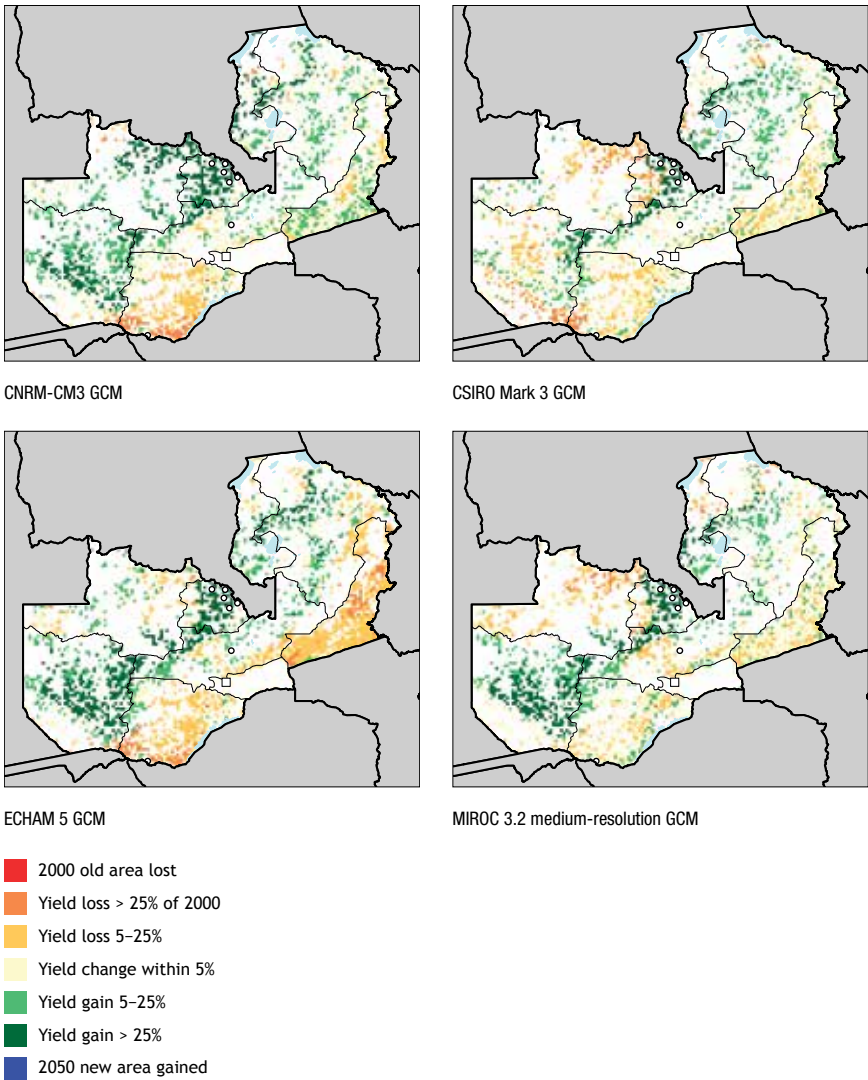 CNRM-CM3 GCM
CSIRO Mark 3 GCM
ECHAM 5 GCM
MIROC 3.2 medium-resolution GCM
2000 old area lost
Yield loss > 25% of 2000
Yield loss 5–25%
Yield change within 5%
Yield gain 5–25%
Yield gain > 25%
2050 new area gained